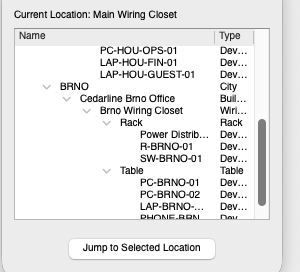 Current Location: Main Wiring Closet
Name Type
PC-HOU-OPS-01 Dev...
LAP-HOU-FIN-01 Dev...
LAP-HOU-GUEST-01 Dev...
BRNO City
Cedarline Brno Office Buil...
Brno Wiring Closet Wiri...
Rack Rack
Power Distrib... Dev...
R-BRNO-01 Dev...
SW-BRNO-01 Dev...
Table Table
PC-BRNO-01 Dev...
PC-BRNO-02 Dev...
LAP-BRNO-... Dev...
PHONE-BRN... Dev...
Jump to Selected Location